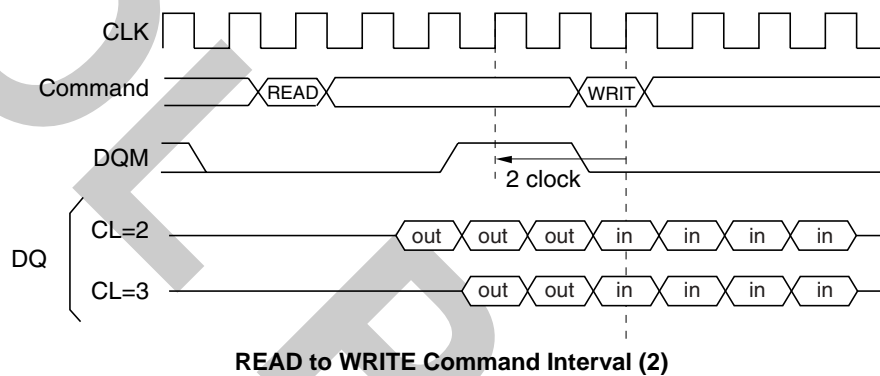 CLK
Command READ WRIT
DQM
2 clock
DQ
CL=2 out out out in in in in
CL=3 out out in in in in
READ to WRITE Command Interval (2)